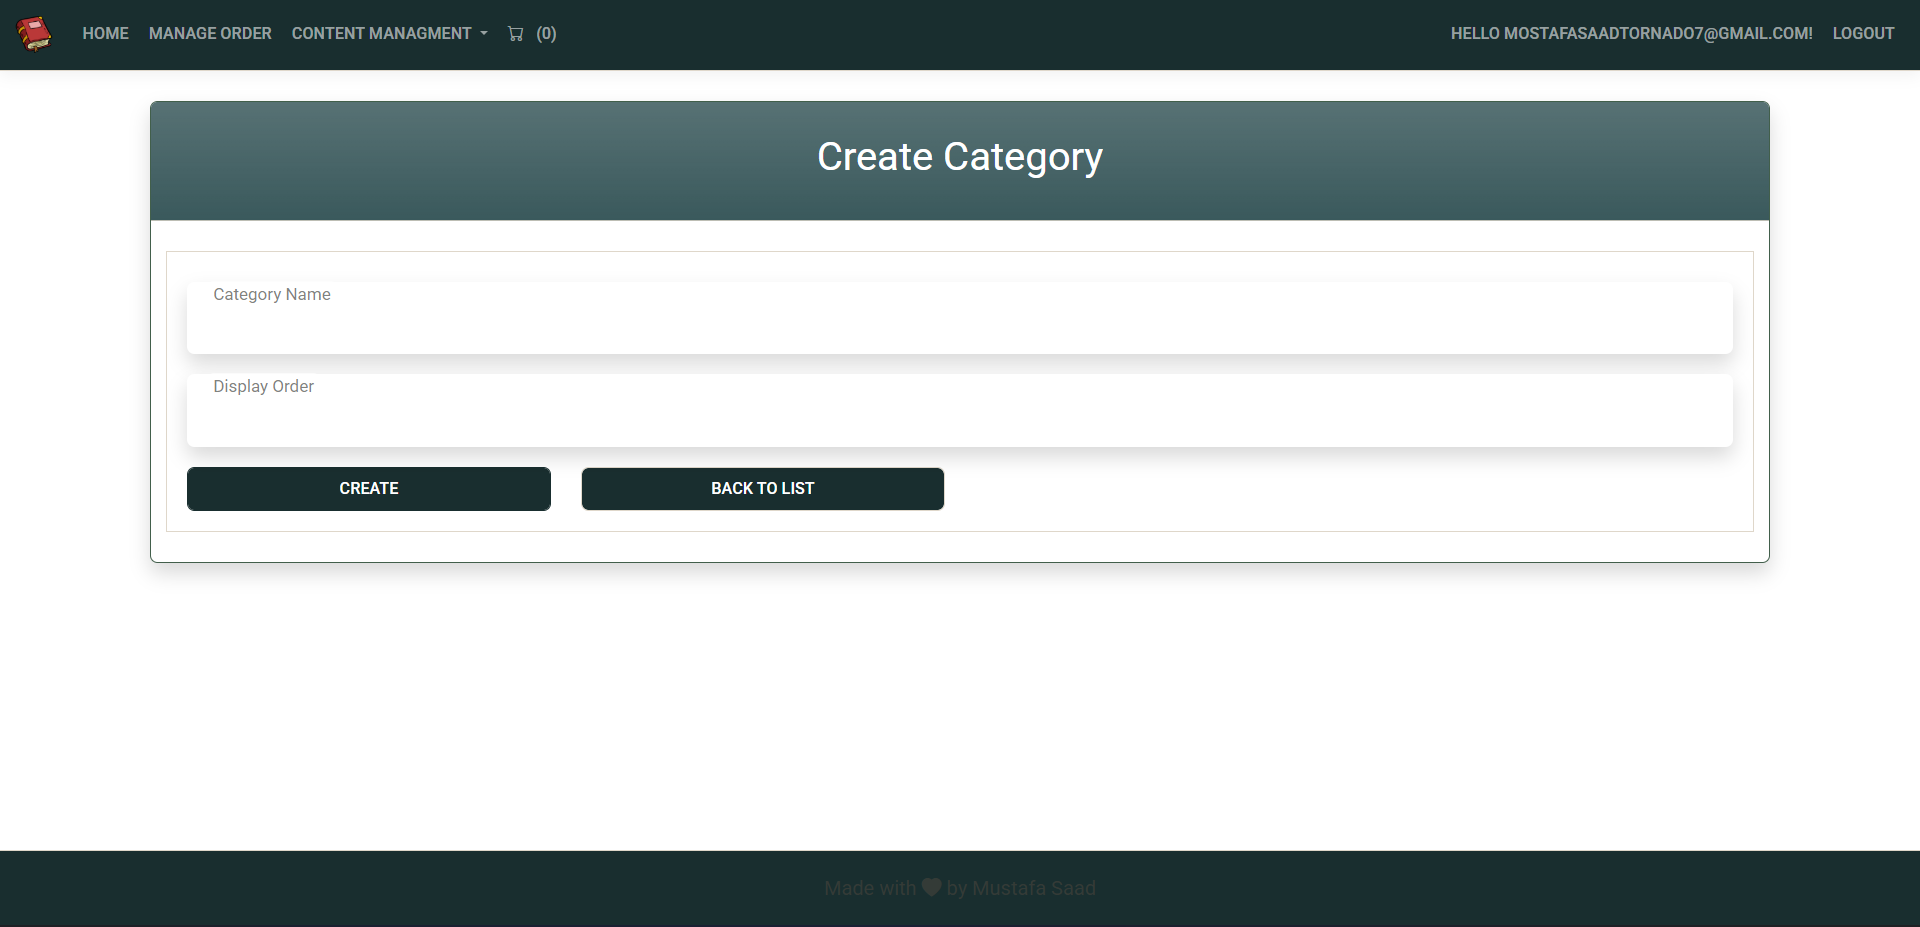 HOME MANAGE ORDER CONTENT MANAGMENT (0) HELLO MOSTAFASAADTORNADO7@GMAIL.COM! LOGOUT
Create Category
Category Name
Display Order
CREATE BACK TO LIST
Made with by Mustafa Saad